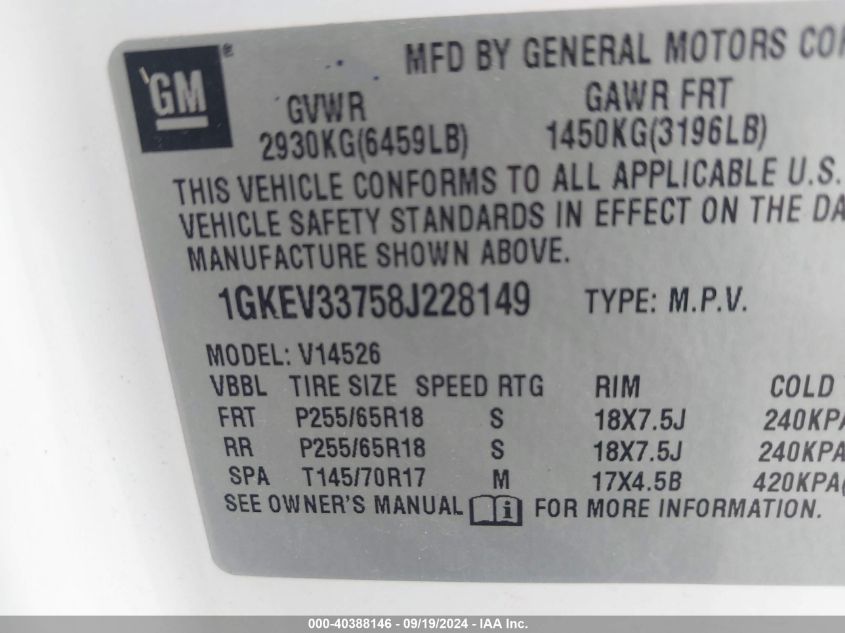 GM ®
MFD BY GENERAL MOTORS
GVWR GAWR FRT
2930KG(6459LB) 1450KG(3196LB)
THIS VEHICLE CONFORMS TO ALL APPLICABLE U.S.
VEHICLE SAFETY STANDARDS IN EFFECT ON THE
MANUFACTURE SHOWN ABOVE.
1GKEV33758J228149 TYPE: M.P.V.
MODEL: V14526
VBBL TIRE SIZE SPEED RTG RIM COLD
FRT P255/65R18 S 18X7.5J 240KPA
RR P255/65R18 S 18X7.5J 240KPA
SPA T145/70R17 M 17X4.5B 420KPA(
SEE OWNER'S MANUAL i FOR MORE INFORMATION.
000-40388146 - 09/19/2024 - IAA Inc.